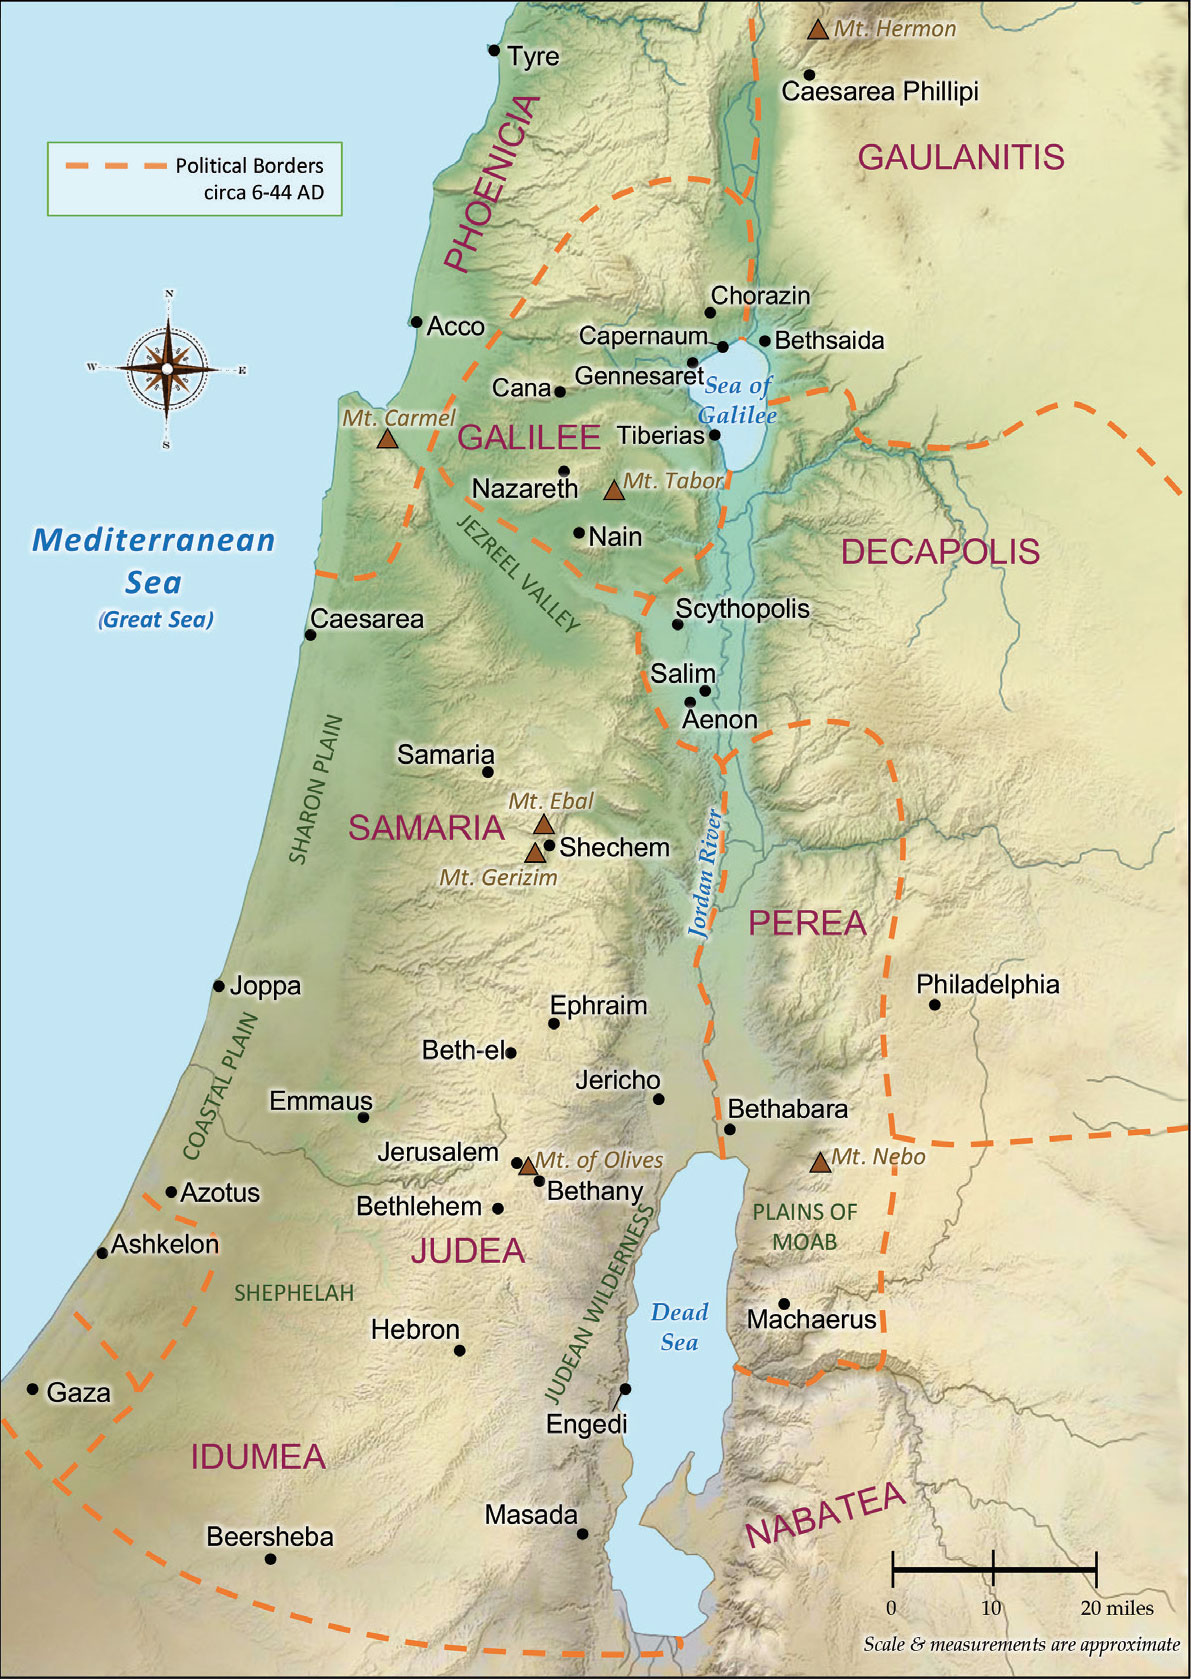 Mt. Hermon
Tyre
Caesarea Phillipi
PHOENICIA
GAULANITIS
Political Borders
circa 6-44 AD
N
W
E
S
Chorazin
Acco
Capernaum
Bethsaida
Gennesaret
Cana
Sea of
Galilee
Mt. Carmel
GALILEE
Tiberias
Nazareth
Mt. Tabor
Nain
JEZREEL VALLEY
Mediterranean
Sea
(Great Sea)
DECAPOLIS
Caesarea
Scythopolis
Salim
Aenon
SHARON PLAIN
Samaria
Mt. Ebal
SAMARIA
Shechem
Mt. Gerizim
Jordan River
PEREA
Joppa
Philadelphia
Ephraim
COASTAL PLAIN
Beth-el
Jericho
Emmaus
Bethabara
Jerusalem
Mt. of Olives
Mt. Nebo
Azotus
Bethany
Bethlehem
PLAINS OF
MOAB
Ashkelon
JUDEA
SHEPHELAH
JUDEAN WILDERNESS
Dead
Sea
Machaerus
Hebron
Gaza
Engedi
IDUMEA
Masada
NABATEA
Beersheba
0 10 20 miles
Scale & measurements are approximate